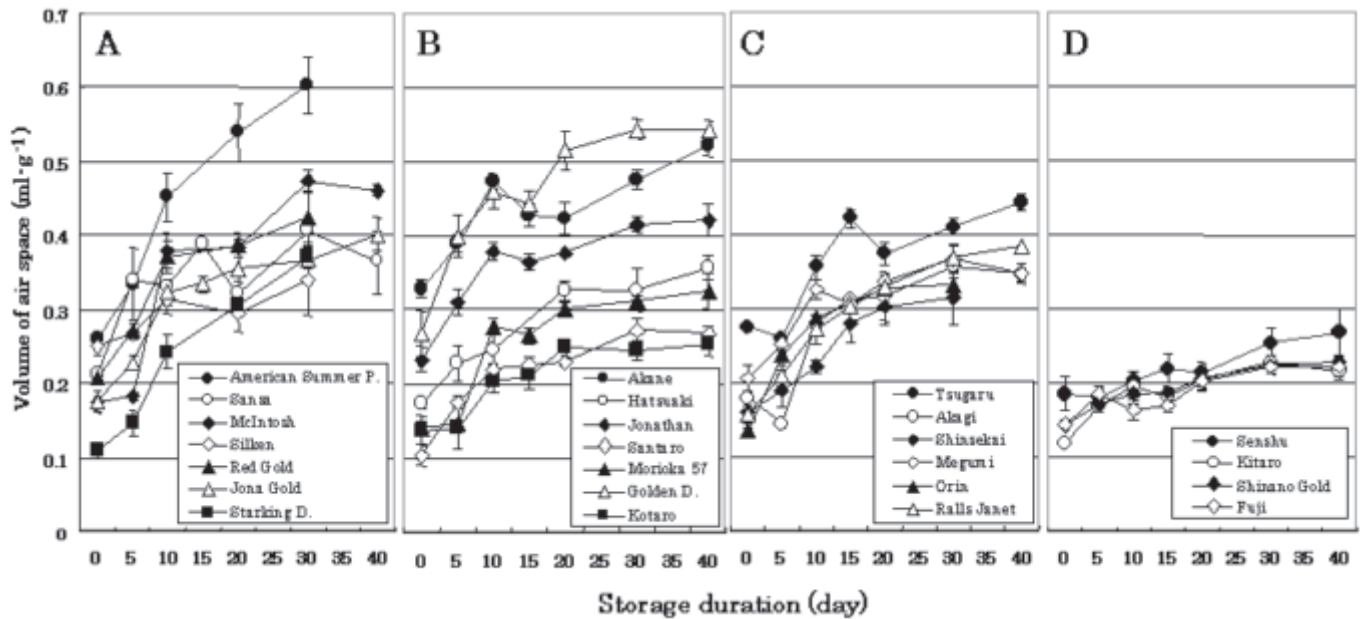 A
B
C
D
0.7
0.6
0.5
0.4
0.3
0.2
0.1
0
Volume of air space (ml·g⁻¹)
American Summer P.
Sansa
McIntosh
Silken
Red Gold
Jona Gold
Starking D.
Akane
Hatsuaki
Jonathan
Santaro
Morioka 57
Golden D.
Kotaro
Tsugaru
Akagi
Shinsekai
Megumi
Orin
Ralls Janet
Senshu
Kitaro
Shinano Gold
Fuji
0 5 10 20 25 30 35 40
0 5 10 15 20 25 30 35 40
0 5 10 15 20 25 30 35 40
0 5 10 15 20 25 30 35 40
Storage duration (day)